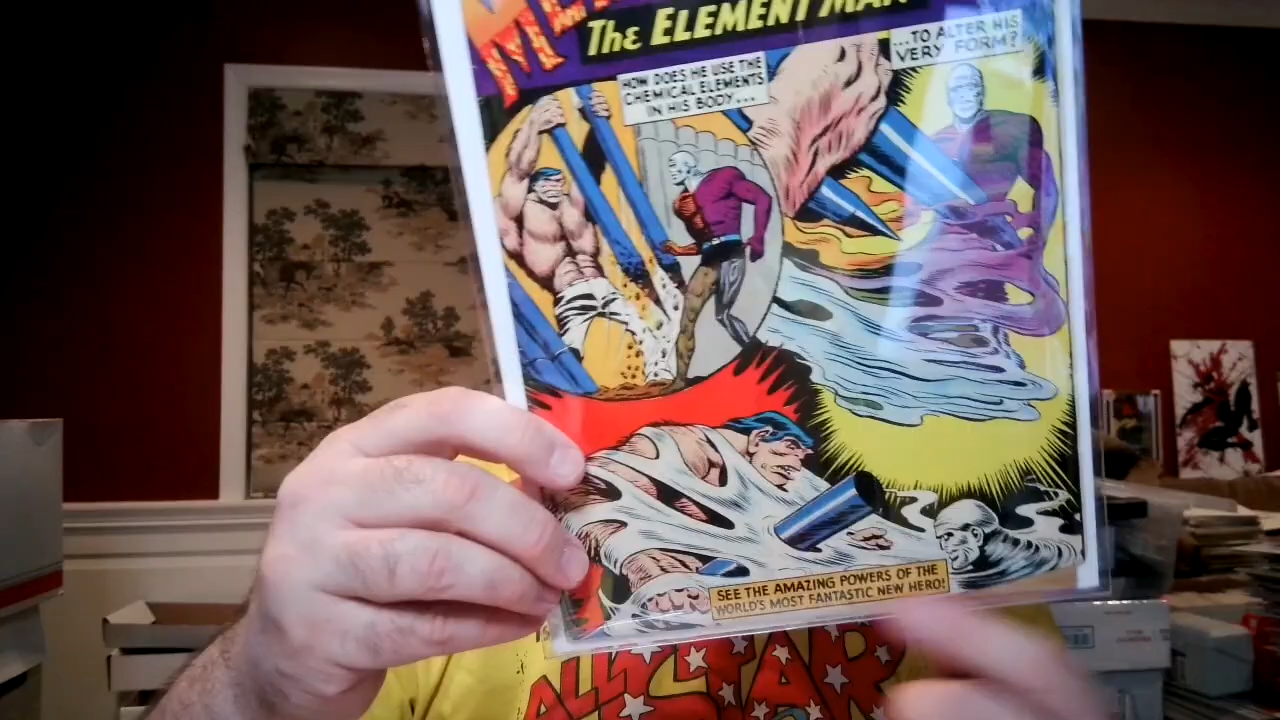 The ELEMENT MAN
HOW DOES HE USE THE
CHEMICAL ELEMENTS
IN HIS BODY...
...TO ALTER HIS
VERY FORM?
SEE THE AMAZING POWERS OF THE
WORLD'S MOST FANTASTIC NEW HERO!
ALL STAR